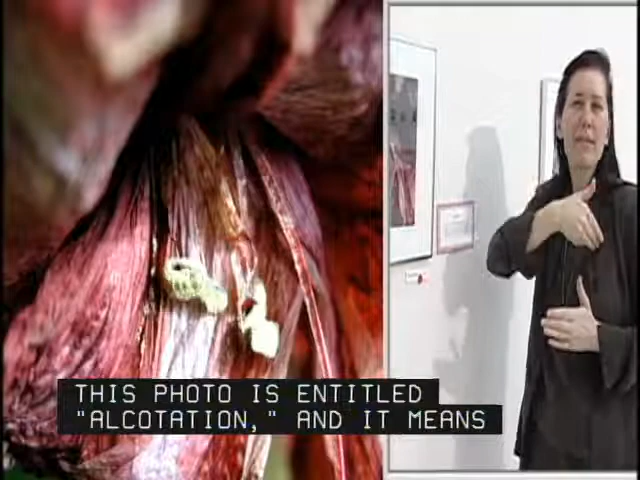 THIS PHOTO IS ENTITLED
"ALCOTATION," AND IT MEANS